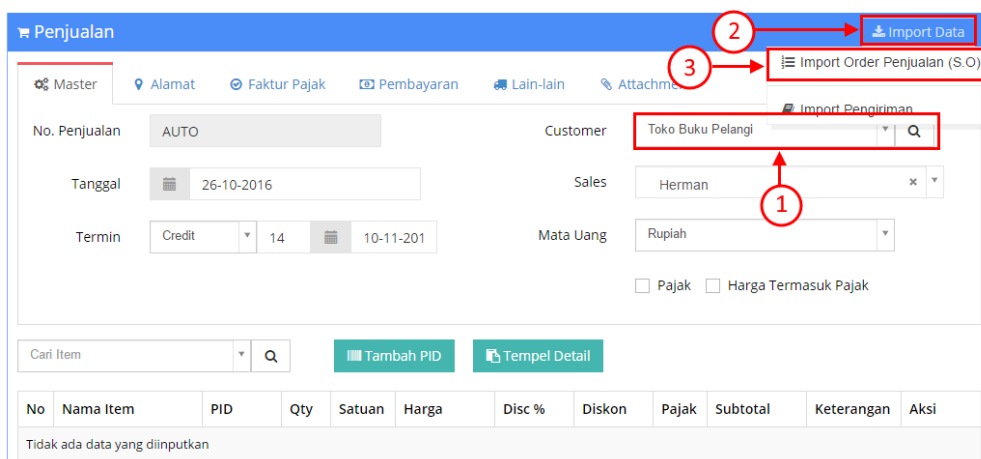 Penjualan
2
Import Data
3
Import Order Penjualan (S.O)
Master Alamat Faktur Pajak Pembayaran Lain-lain Attachme
Import Pengiriman
No. Penjualan AUTO Customer Toko Buku Pelangi
Tanggal 26-10-2016 Sales Herman
1
Termin Credit 14 10-11-201 Mata Uang Rupiah
Pajak Harga Termasuk Pajak
Cari Item Tambah PID Tempel Detail
No Nama Item PID Qty Satuan Harga Disc % Diskon Pajak Subtotal Keterangan Aksi
Tidak ada data yang diinputkan